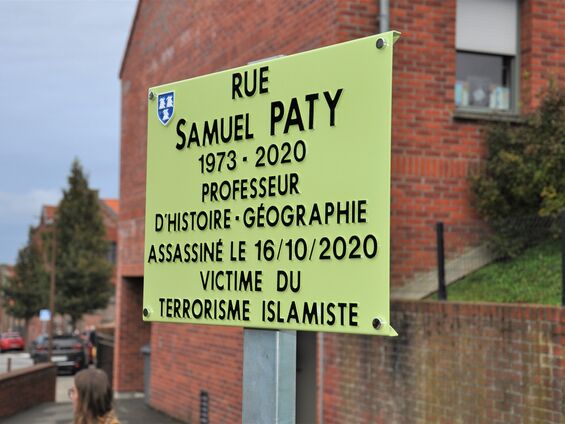 RUE
SAMUEL PATY
1973 - 2020
PROFESSEUR
D'HISTOIRE - GÉOGRAPHIE
ASSASSINÉ LE 16/10/2020
VICTIME DU
TERRORISME ISLAMISTE